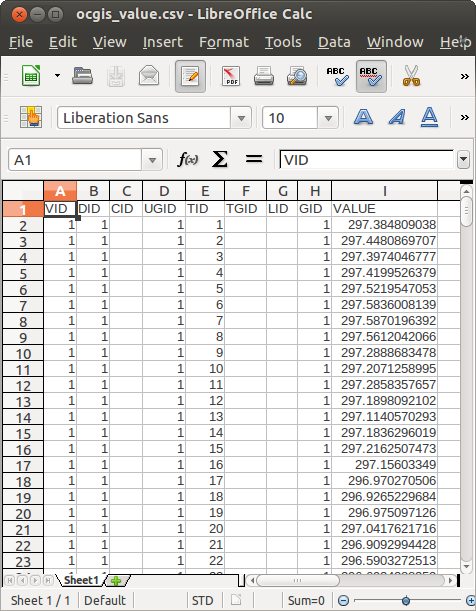 ocgis_value.csv - LibreOffice Calc
File Edit View Insert Format Tools Data Window Help
PDF ABC ABC
Liberation Sans 10 A A A
A1 f(x) Σ = VID
A B C D E F G H I
1 VID DID CID UGID TID TGID LID GID VALUE
2 1 1 1 1 1 297.384809038
3 1 1 1 2 1 297.4480869707
4 1 1 1 3 1 297.3974046777
5 1 1 1 4 1 297.4199526379
6 1 1 1 5 1 297.5219547053
7 1 1 1 6 1 297.5836008139
8 1 1 1 7 1 297.5870196392
9 1 1 1 8 1 297.5612042066
10 1 1 1 9 1 297.2888683478
11 1 1 1 10 1 297.2071258995
12 1 1 1 11 1 297.2858357657
13 1 1 1 12 1 297.1898092102
14 1 1 1 13 1 297.1140570293
15 1 1 1 14 1 297.1836296019
16 1 1 1 15 1 297.2162507473
17 1 1 1 16 1 297.15603349
18 1 1 1 17 1 296.970270506
19 1 1 1 18 1 296.9265229684
20 1 1 1 19 1 296.975097126
21 1 1 1 20 1 297.0417621716
22 1 1 1 21 1 296.9092994428
23 1 1 1 22 1 296.5903272513
Sheet1
Sheet 1 / 1 Default STD Sum=0